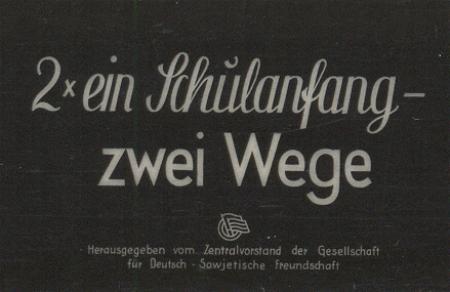 2x ein Schulanfang -
zwei Wege
Herausgegeben vom Zentralvorstand der Gesellschaft
für Deutsch - Sowjetische Freundschaft